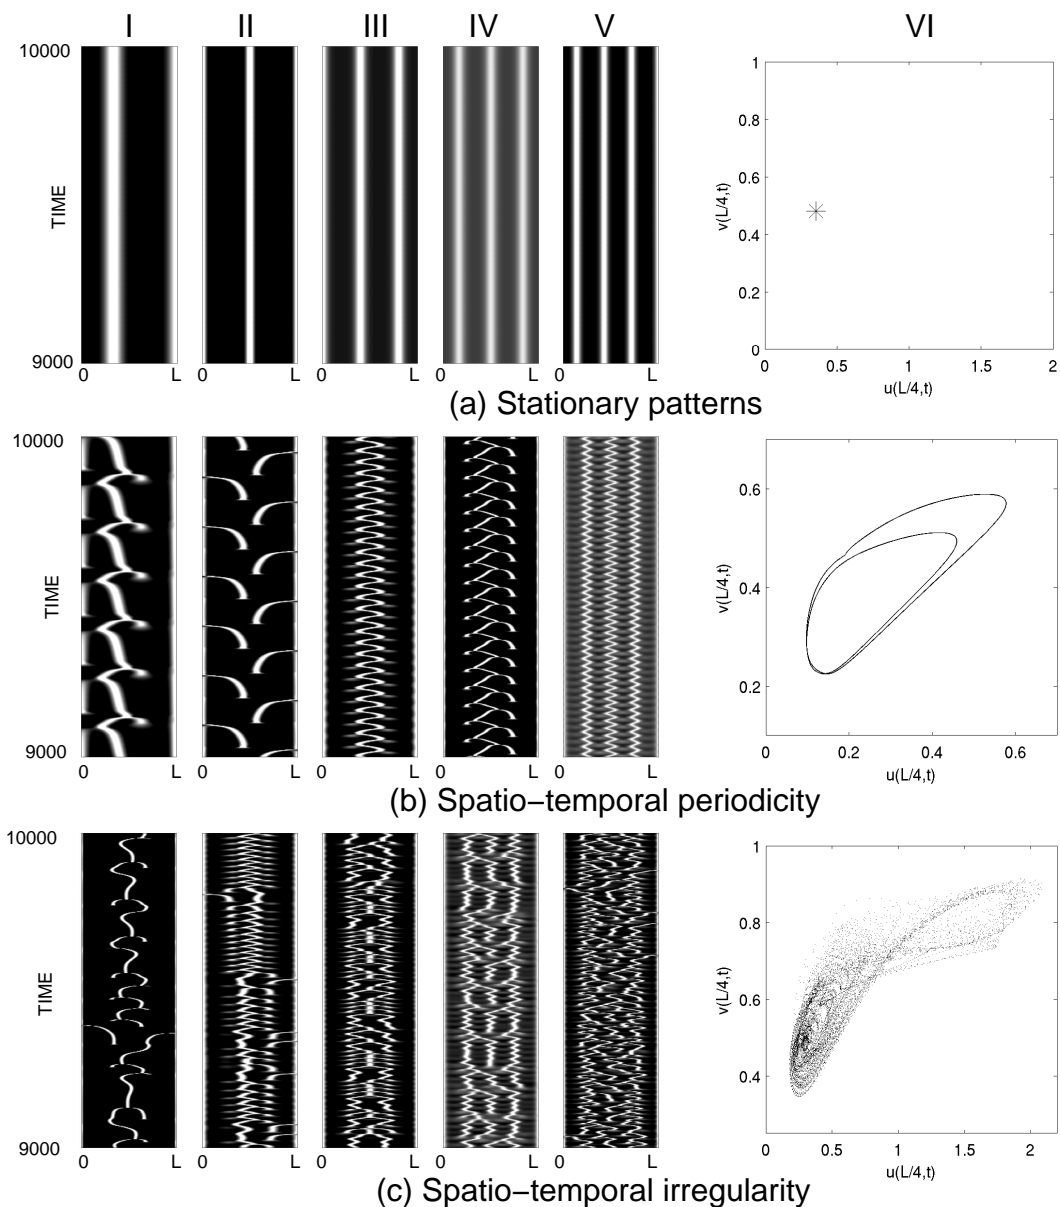 I II III IV V VI
10000
TIME
9000
0 L 0 L 0 L 0 L 0 L
1
0.8
0.6
0.4
0.2
0
v(L/4,t)
0 0.5 1 1.5 2
u(L/4,t)
(a) Stationary patterns
10000
TIME
9000
0 L 0 L 0 L 0 L 0 L
0.6
0.4
0.2
v(L/4,t)
0 0.2 0.4 0.6
u(L/4,t)
(b) Spatio-temporal periodicity
10000
TIME
9000
0 L 0 L 0 L 0 L 0 L
1
0.8
0.6
0.4
v(L/4,t)
0 0.5 1 1.5 2
u(L/4,t)
(c) Spatio-temporal irregularity